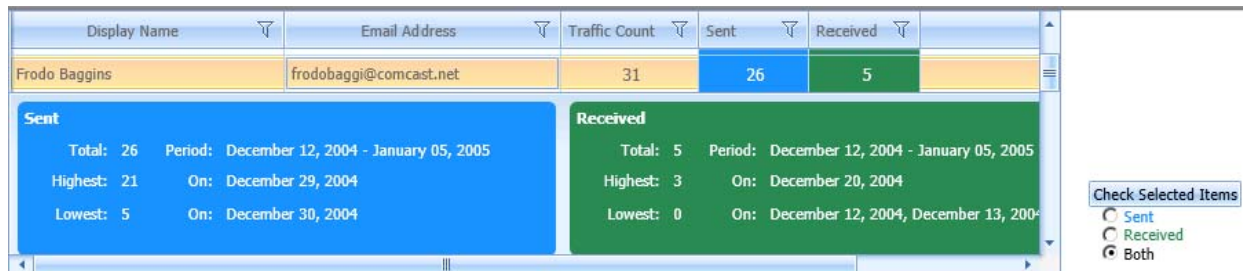 Display Name Email Address Traffic Count Sent Received
Frodo Baggins frodobaggi@comcast.net 31 26 5
Sent
Total: 26 Period: December 12, 2004 - January 05, 2005
Highest: 21 On: December 29, 2004
Lowest: 5 On: December 30, 2004
Received
Total: 5 Period: December 12, 2004 - January 05, 2005
Highest: 3 On: December 20, 2004
Lowest: 0 On: December 12, 2004, December 13, 200
Check Selected Items
Sent
Received
Both